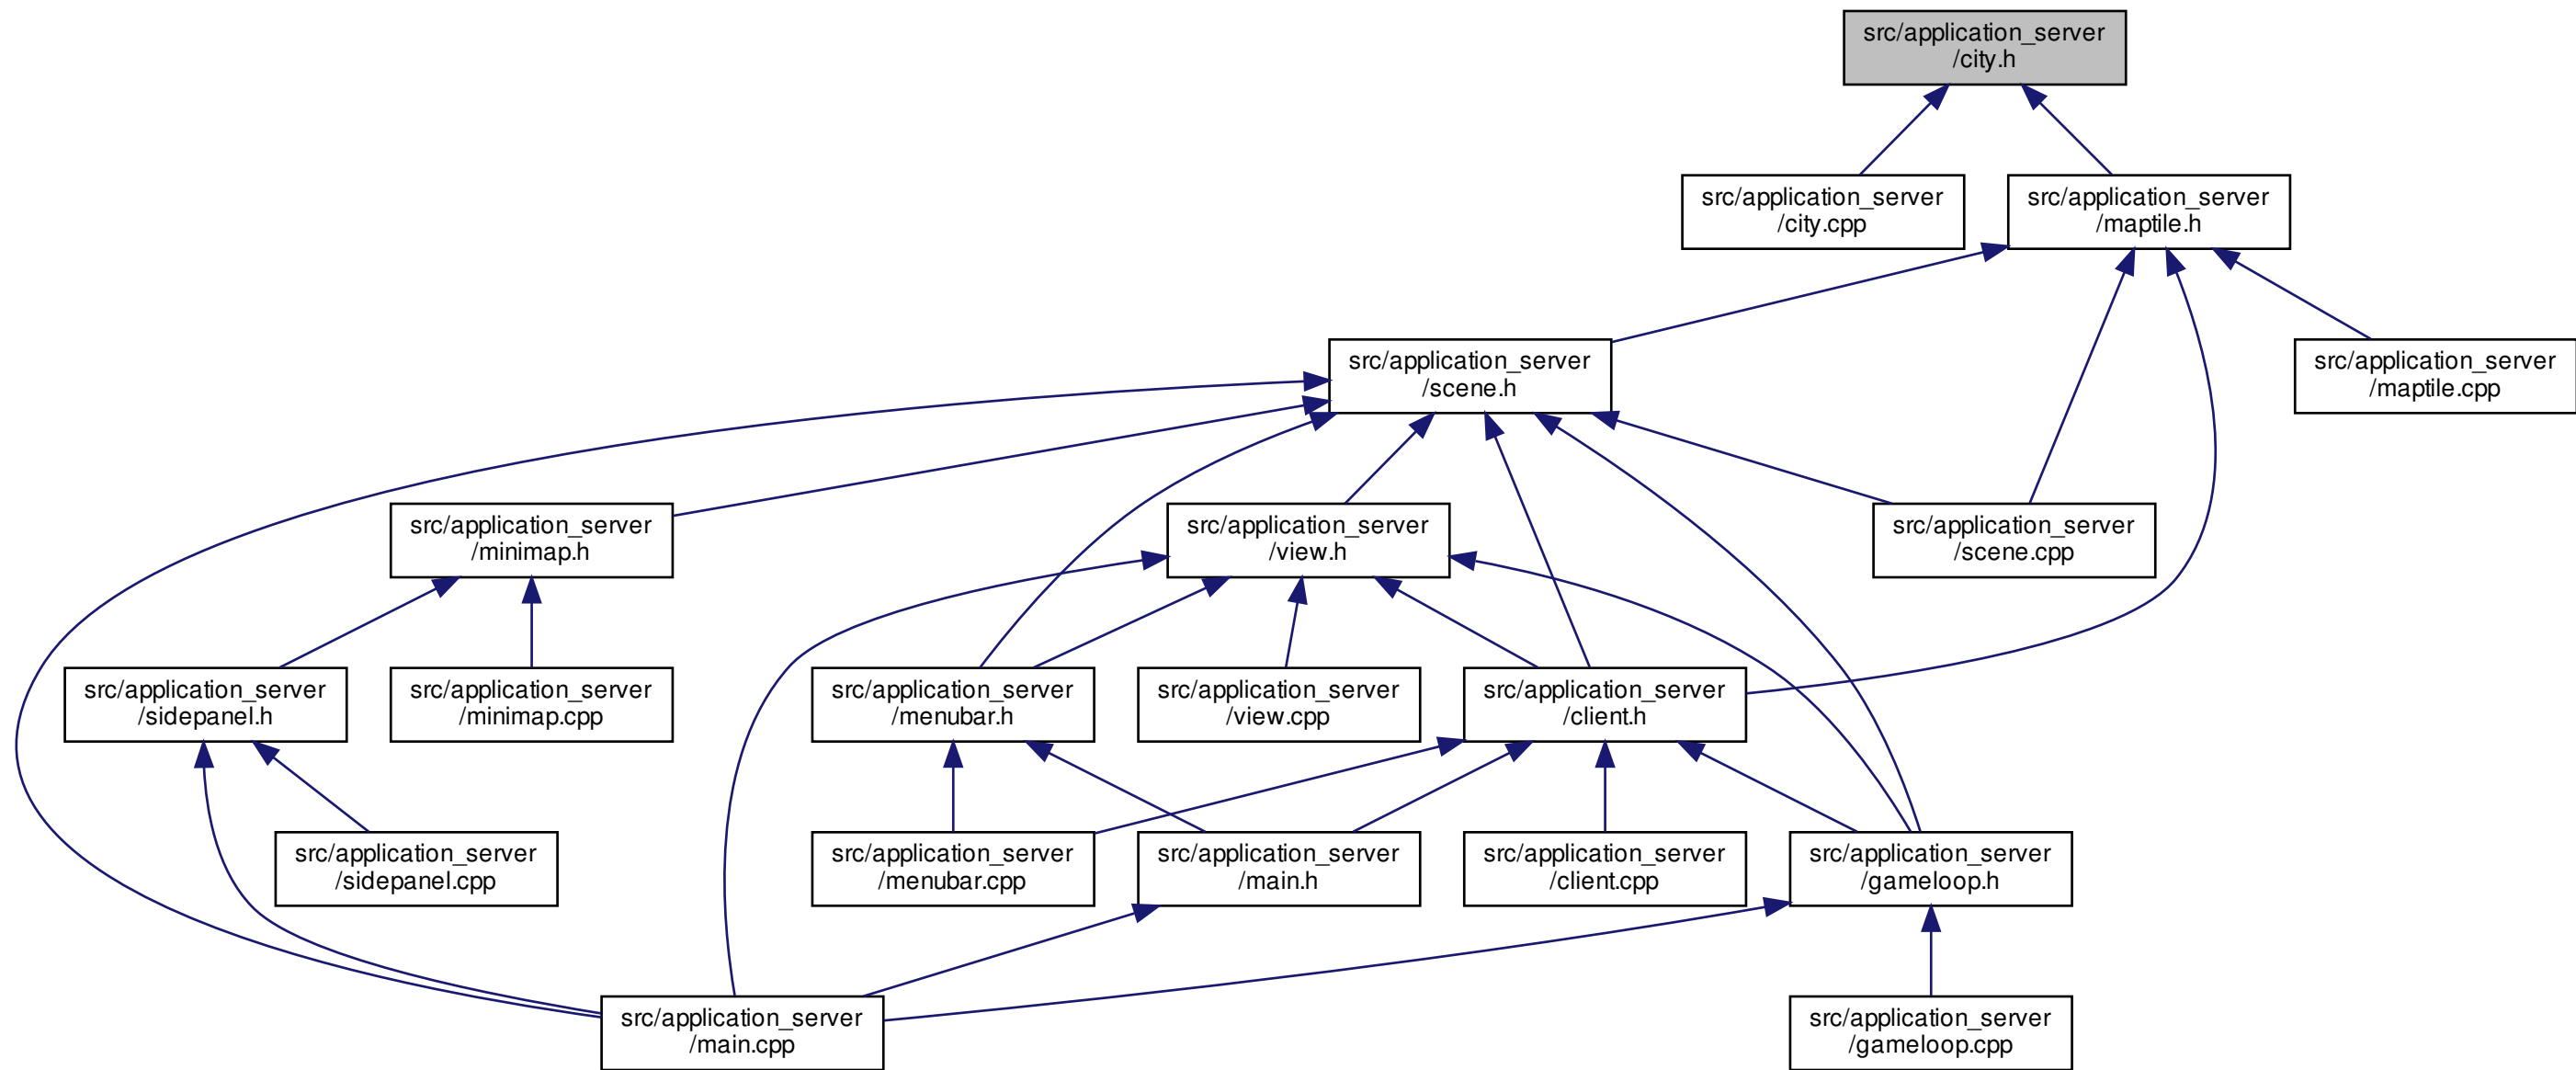 src/application_server
/city.h
src/application_server
/city.cpp
src/application_server
/maptile.h
src/application_server
/scene.h
src/application_server
/maptile.cpp
src/application_server
/minimap.h
src/application_server
/view.h
src/application_server
/scene.cpp
src/application_server
/sidepanel.h
src/application_server
/minimap.cpp
src/application_server
/menubar.h
src/application_server
/view.cpp
src/application_server
/client.h
src/application_server
/sidepanel.cpp
src/application_server
/menubar.cpp
src/application_server
/main.h
src/application_server
/client.cpp
src/application_server
/gameloop.h
src/application_server
/main.cpp
src/application_server
/gameloop.cpp